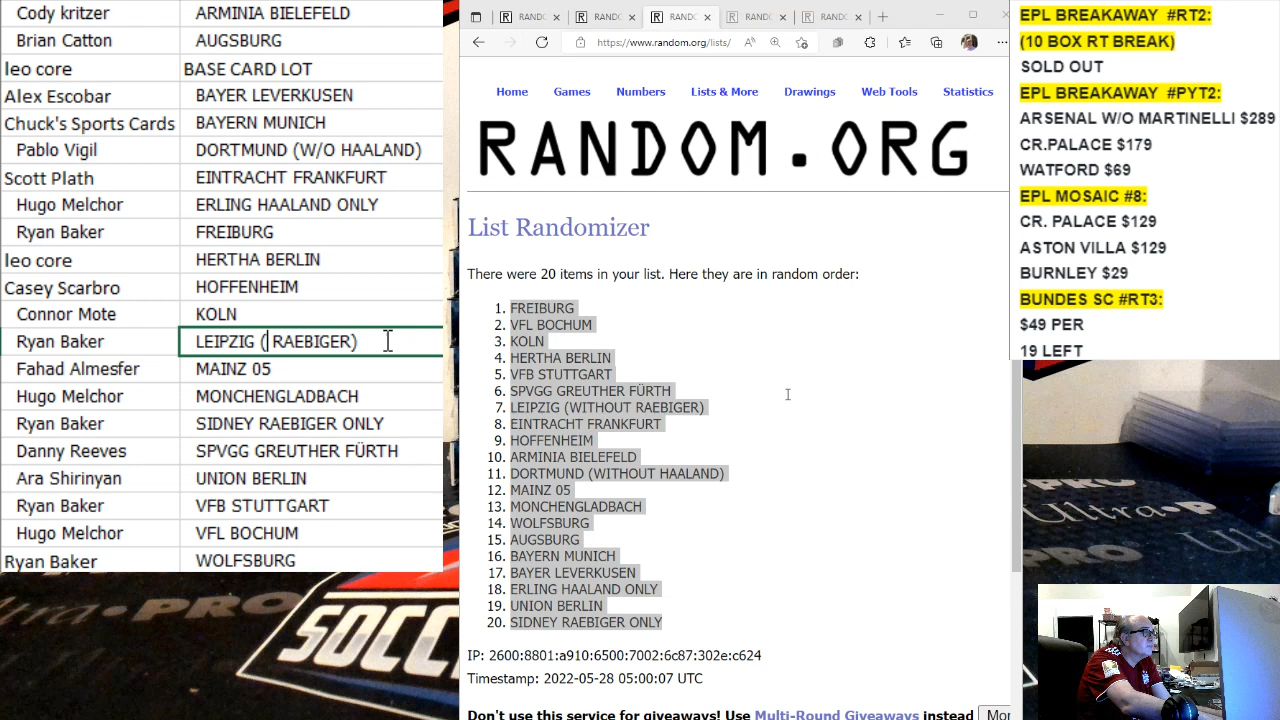 Cody kritzer ARMINIA BIELEFELD
Brian Catton AUGSBURG
leo core BASE CARD LOT
Alex Escobar BAYER LEVERKUSEN
Chuck's Sports Cards BAYERN MUNICH
Pablo Vigil DORTMUND (W/O HAALAND)
Scott Plath EINTRACHT FRANKFURT
Hugo Melchor ERLING HAALAND ONLY
Ryan Baker FREIBURG
leo core HERTHA BERLIN
Casey Scarbro HOFFENHEIM
Connor Mote KOLN
Ryan Baker LEIPZIG ( RAEBIGER)
Fahad Almesfer MAINZ 05
Hugo Melchor MONCHENGLADBACH
Ryan Baker SIDNEY RAEBIGER ONLY
Danny Reeves SPVGG GREUTHER FÜRTH
Ara Shirinyan UNION BERLIN
Ryan Baker VFB STUTTGART
Hugo Melchor VFL BOCHUM
Ryan Baker WOLFSBURG
Ultra·PRO
SOCC
RANDO RANDO RANDO RANDO RANDO
https://www.random.org/lists/
Home Games Numbers Lists & More Drawings Web Tools Statistics
RANDOM.ORG
List Randomizer
There were 20 items in your list. Here they are in random order:
1. FREIBURG
2. VFL BOCHUM
3. KOLN
4. HERTHA BERLIN
5. VFB STUTTGART
6. SPVGG GREUTHER FÜRTH
7. LEIPZIG (WITHOUT RAEBIGER)
8. EINTRACHT FRANKFURT
9. HOFFENHEIM
10. ARMINIA BIELEFELD
11. DORTMUND (WITHOUT HAALAND)
12. MAINZ 05
13. MONCHENGLADBACH
14. WOLFSBURG
15. AUGSBURG
16. BAYERN MUNICH
17. BAYER LEVERKUSEN
18. ERLING HAALAND ONLY
19. UNION BERLIN
20. SIDNEY RAEBIGER ONLY
IP: 2600:8801:a910:6500:7002:6c87:302e:c624
Timestamp: 2022-05-28 05:00:07 UTC
Don't use this service for giveaways! Use Multi-Round Giveaways instead
EPL BREAKAWAY #RT2:
(10 BOX RT BREAK)
SOLD OUT
EPL BREAKAWAY #PYT2:
ARSENAL W/O MARTINELLI $289
CR.PALACE $179
WATFORD $69
EPL MOSAIC #8:
CR. PALACE $129
ASTON VILLA $129
BURNLEY $29
BUNDES SC #RT3:
$49 PER
19 LEFT
Ultra·PRO